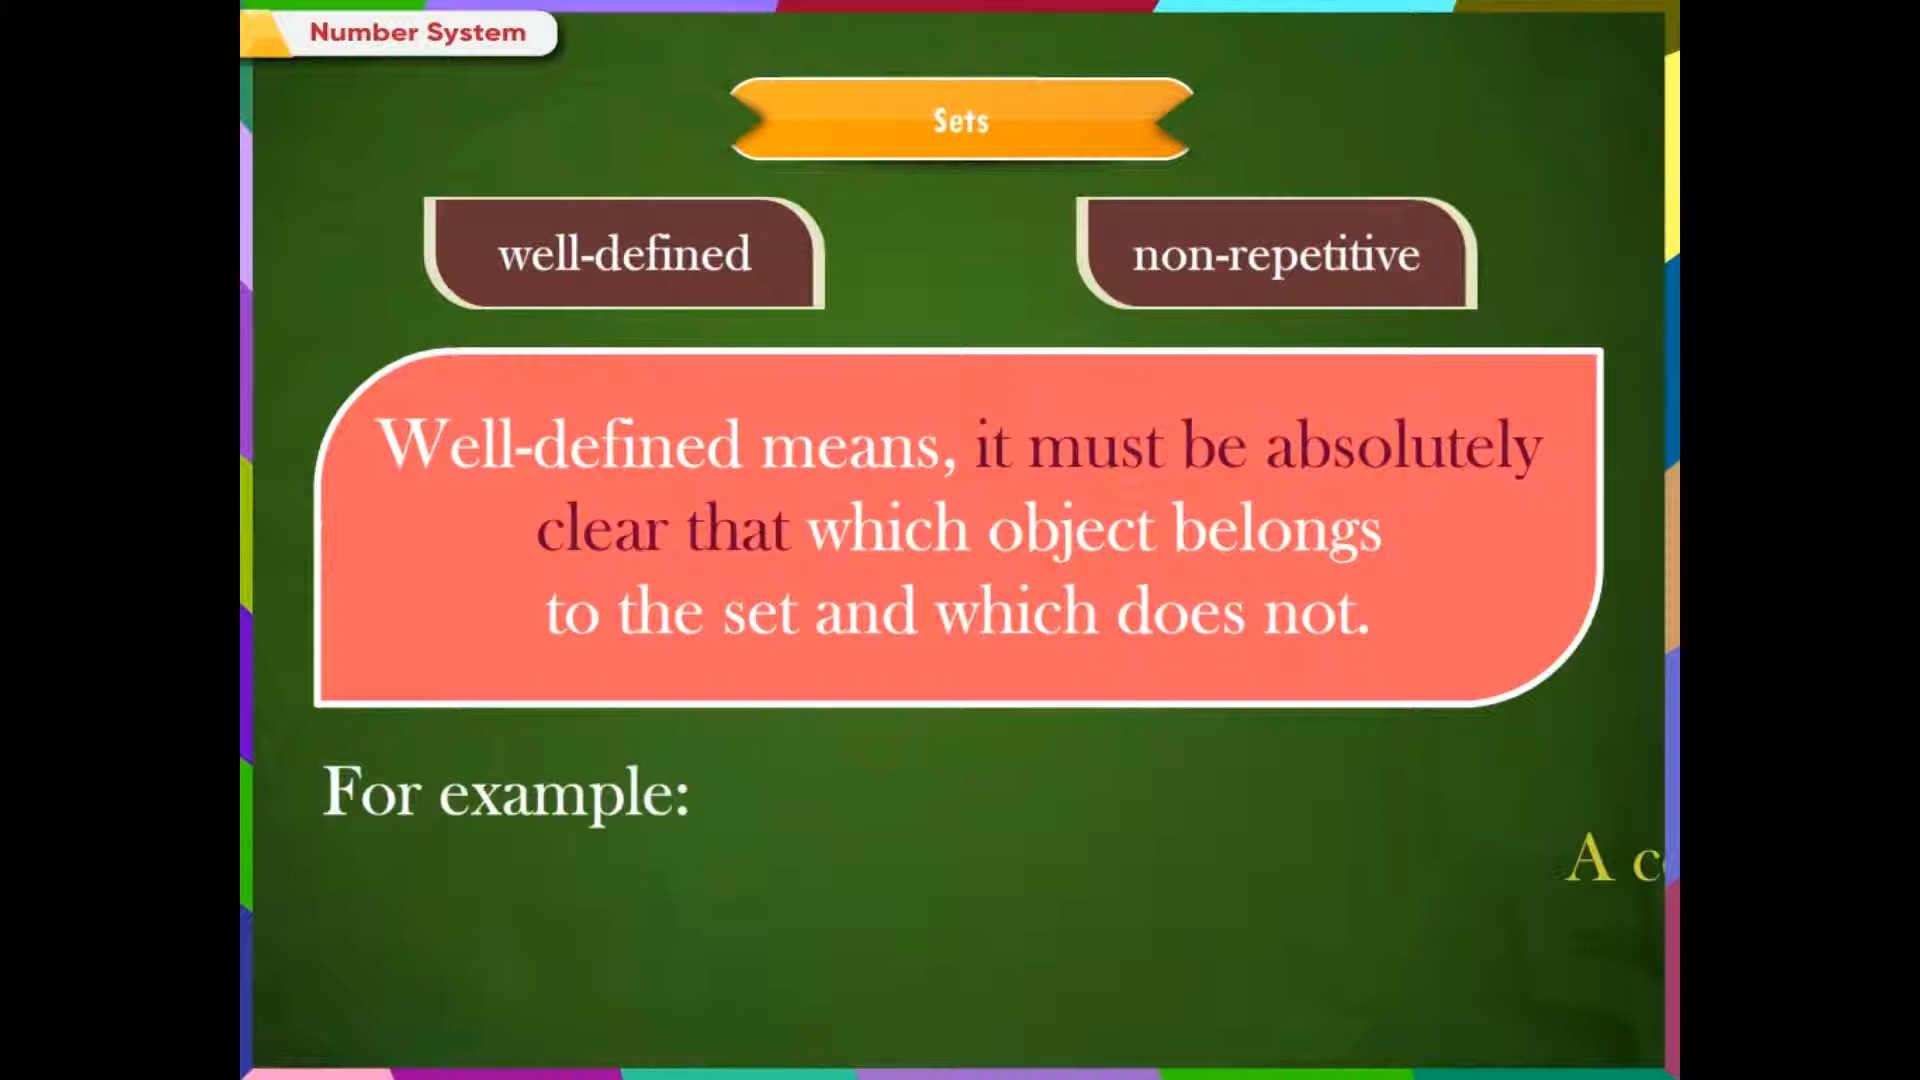 Number System
Sets
well-defined
non-repetitive
Well-defined means, it must be absolutely
clear that which object belongs
to the set and which does not.
For example:
A